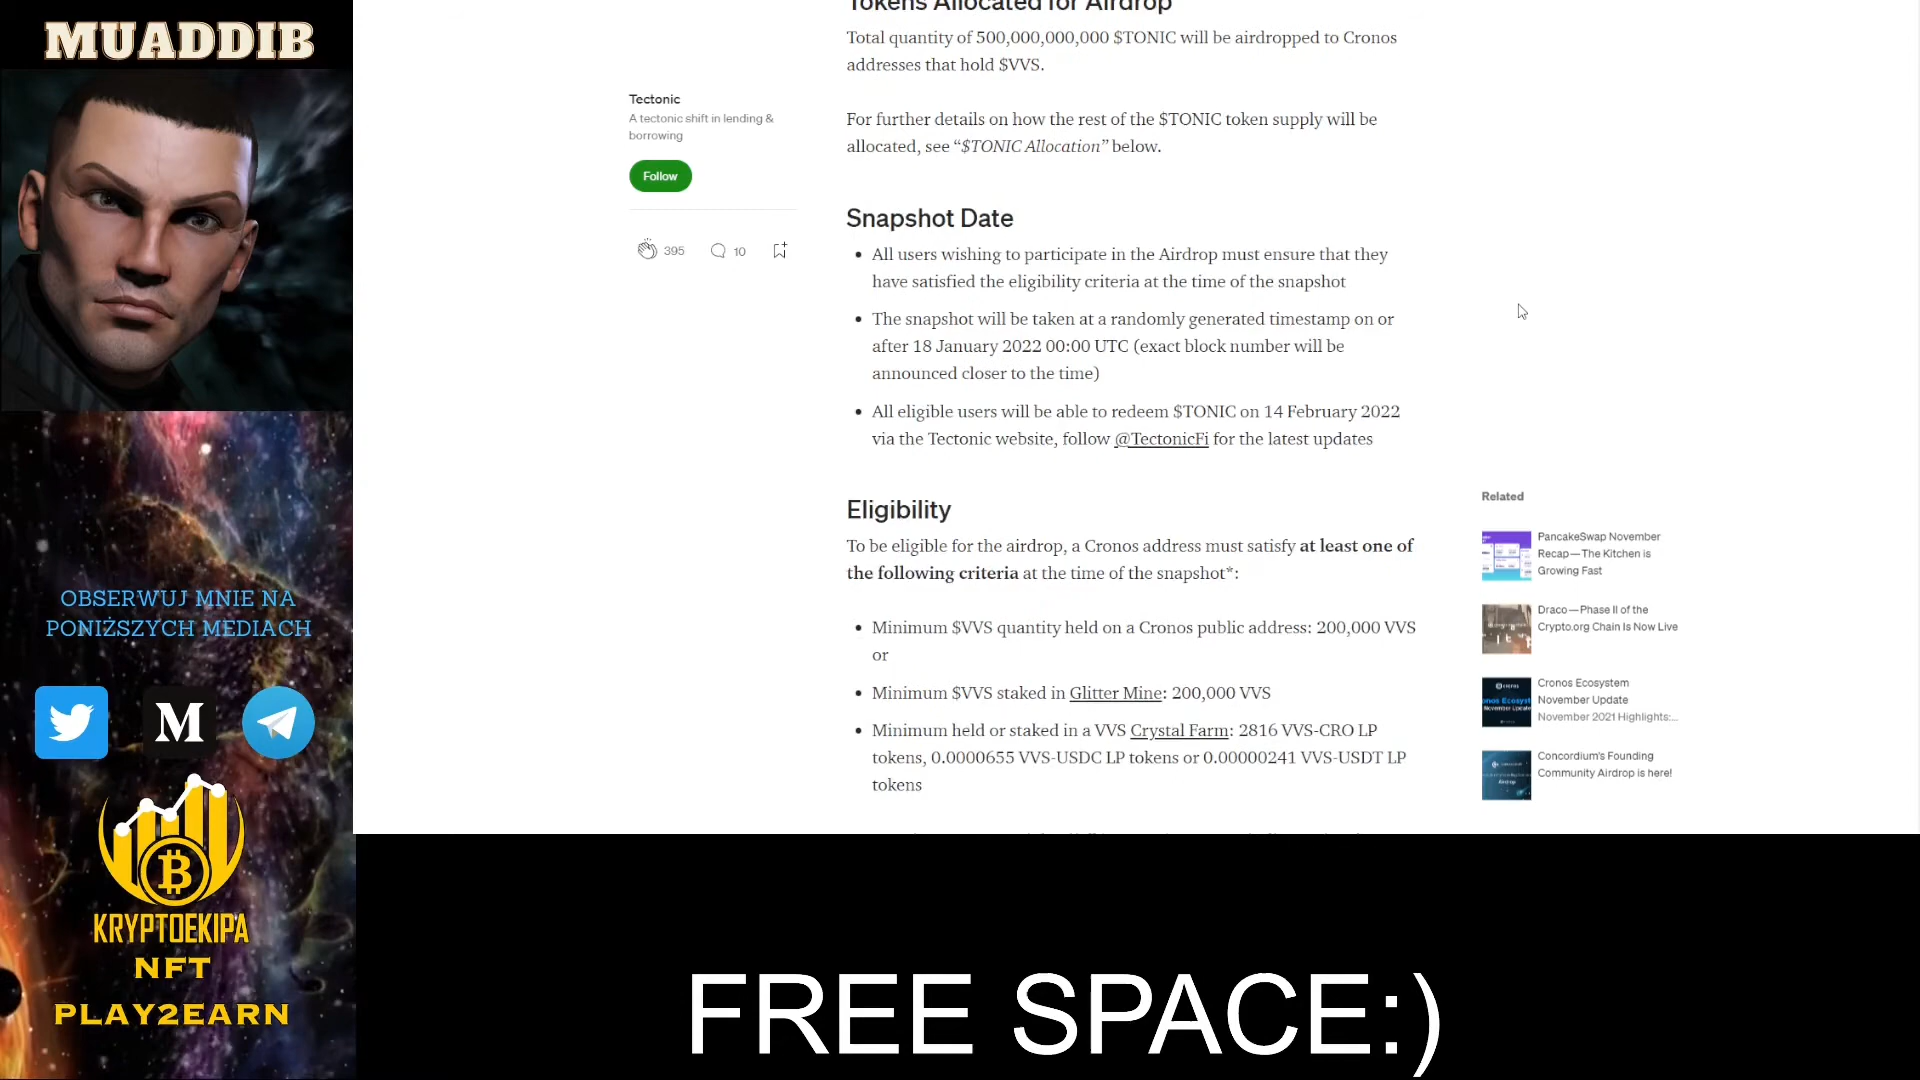 MUADDIB
OBSERWUJ MNIE NA
PONIŻSZYCH MEDIACH
M
KRYPTOEKIPA
NFT
PLAY2EARN
Tectonic
A tectonic shift in lending &
borrowing
Follow
395
10
Tokens Allocated for Airdrop
Total quantity of 500,000,000,000 $TONIC will be airdropped to Cronos
addresses that hold $VVS.
For further details on how the rest of the $TONIC token supply will be
allocated, see “$TONIC Allocation” below.
Snapshot Date
All users wishing to participate in the Airdrop must ensure that they
have satisfied the eligibility criteria at the time of the snapshot
The snapshot will be taken at a randomly generated timestamp on or
after 18 January 2022 00:00 UTC (exact block number will be
announced closer to the time)
All eligible users will be able to redeem $TONIC on 14 February 2022
via the Tectonic website, follow @TectonicFi for the latest updates
Eligibility
To be eligible for the airdrop, a Cronos address must satisfy at least one of
the following criteria at the time of the snapshot*:
Minimum $VVS quantity held on a Cronos public address: 200,000 VVS
or
Minimum $VVS staked in Glitter Mine: 200,000 VVS
Minimum held or staked in a VVS Crystal Farm: 2816 VVS-CRO LP
tokens, 0.0000655 VVS-USDC LP tokens or 0.00000241 VVS-USDT LP
tokens
Related
PancakeSwap November
Recap — The Kitchen is
Growing Fast
Draco — Phase II of the
Crypto.org Chain Is Now Live
Cronos Ecosystem
November Update
November 2021 Highlights:...
Concordium's Founding
Community Airdrop is here!
FREE SPACE:)